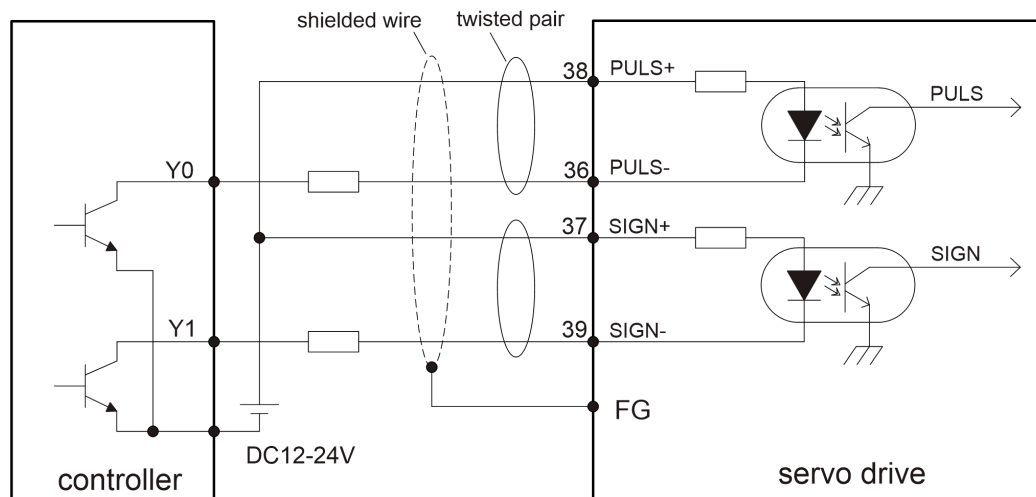 shielded wire
twisted pair
38
PULS+
PULS
Y0
36
PULS-
37
SIGN+
SIGN
Y1
39
SIGN-
FG
DC12-24V
controller
servo drive